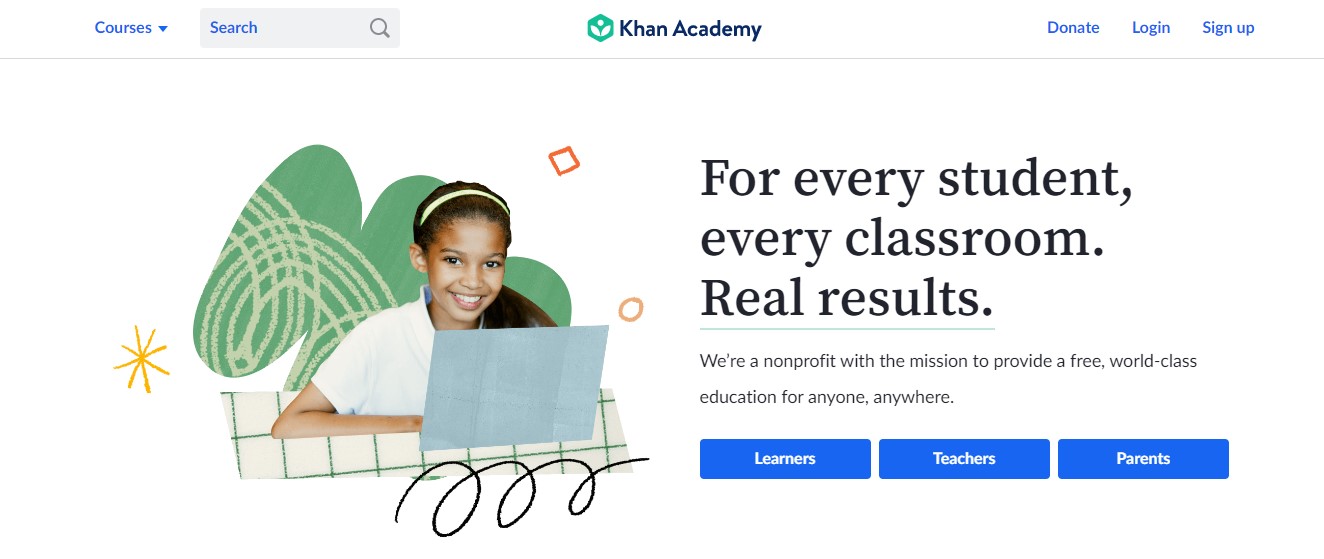 Courses
Search
Khan Academy
Donate
Login
Sign up
For every student,
every classroom.
Real results.
We’re a nonprofit with the mission to provide a free, world-class
education for anyone, anywhere.
Learners
Teachers
Parents